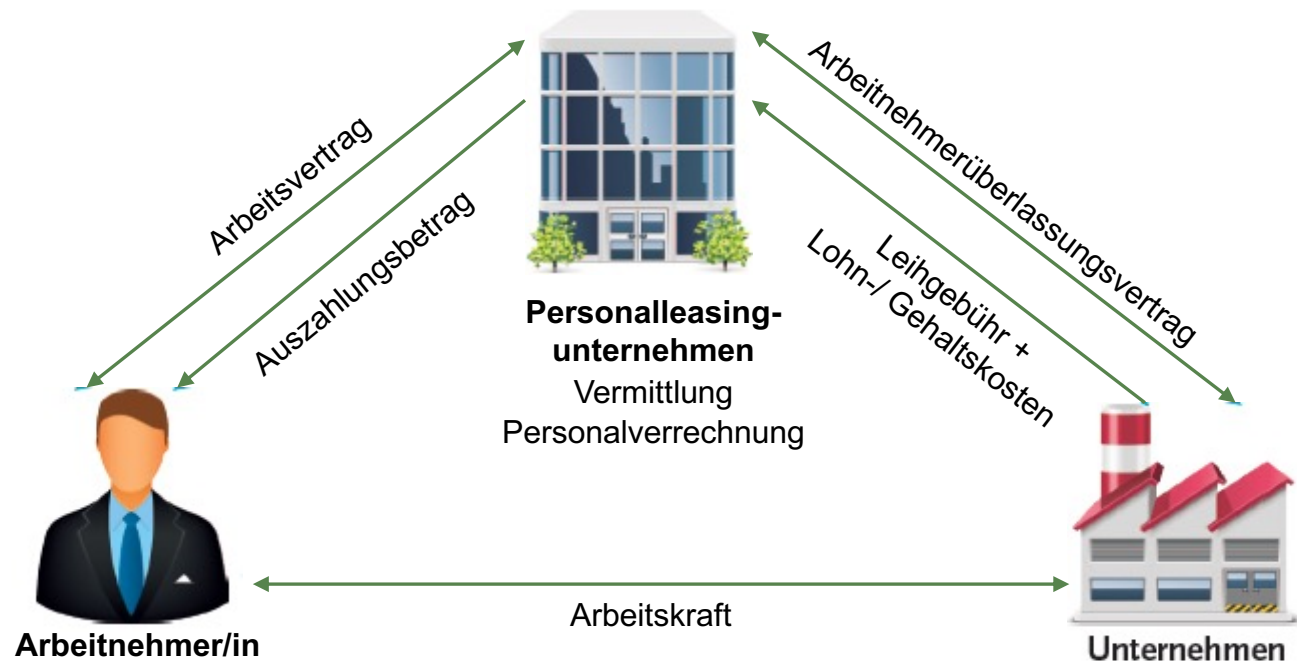 Arbeitsvertrag
Auszahlungsbetrag
Arbeitnehmerüberlassungsvertrag
Leihgebühr +
Lohn-/ Gehaltskosten
Personalleasing-
unternehmen
Vermittlung
Personalverrechnung
Arbeitskraft
Arbeitnehmer/in
Unternehmen